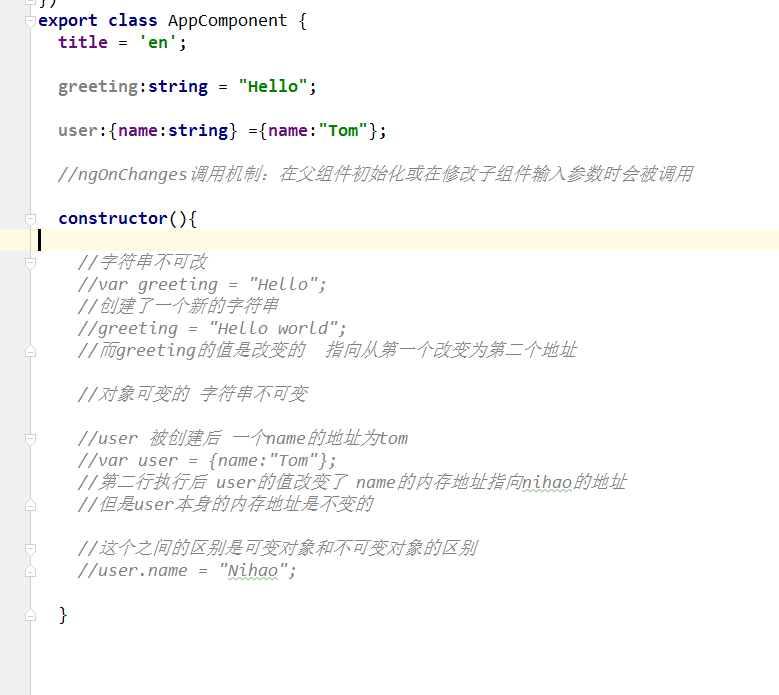 })
export class AppComponent {
title = 'en';
greeting:string = "Hello";
user:{name:string} ={name:"Tom"};
//ngOnChanges调用机制：在父组件初始化或在修改子组件输入参数时会被调用
constructor(){
//字符串不可改
//var greeting = "Hello";
//创建了一个新的字符串
//greeting = "Hello world";
//而greeting的值是改变的  指向从第一个改变为第二个地址
//对象可变的 字符串不可变
//user 被创建后 一个name的地址为tom
//var user = {name:"Tom"};
//第二行执行后 user的值改变了 name的内存地址指向nihao的地址
//但是user本身的内存地址是不变的
//这个之间的区别是可变对象和不可变对象的区别
//user.name = "Nihao";
}